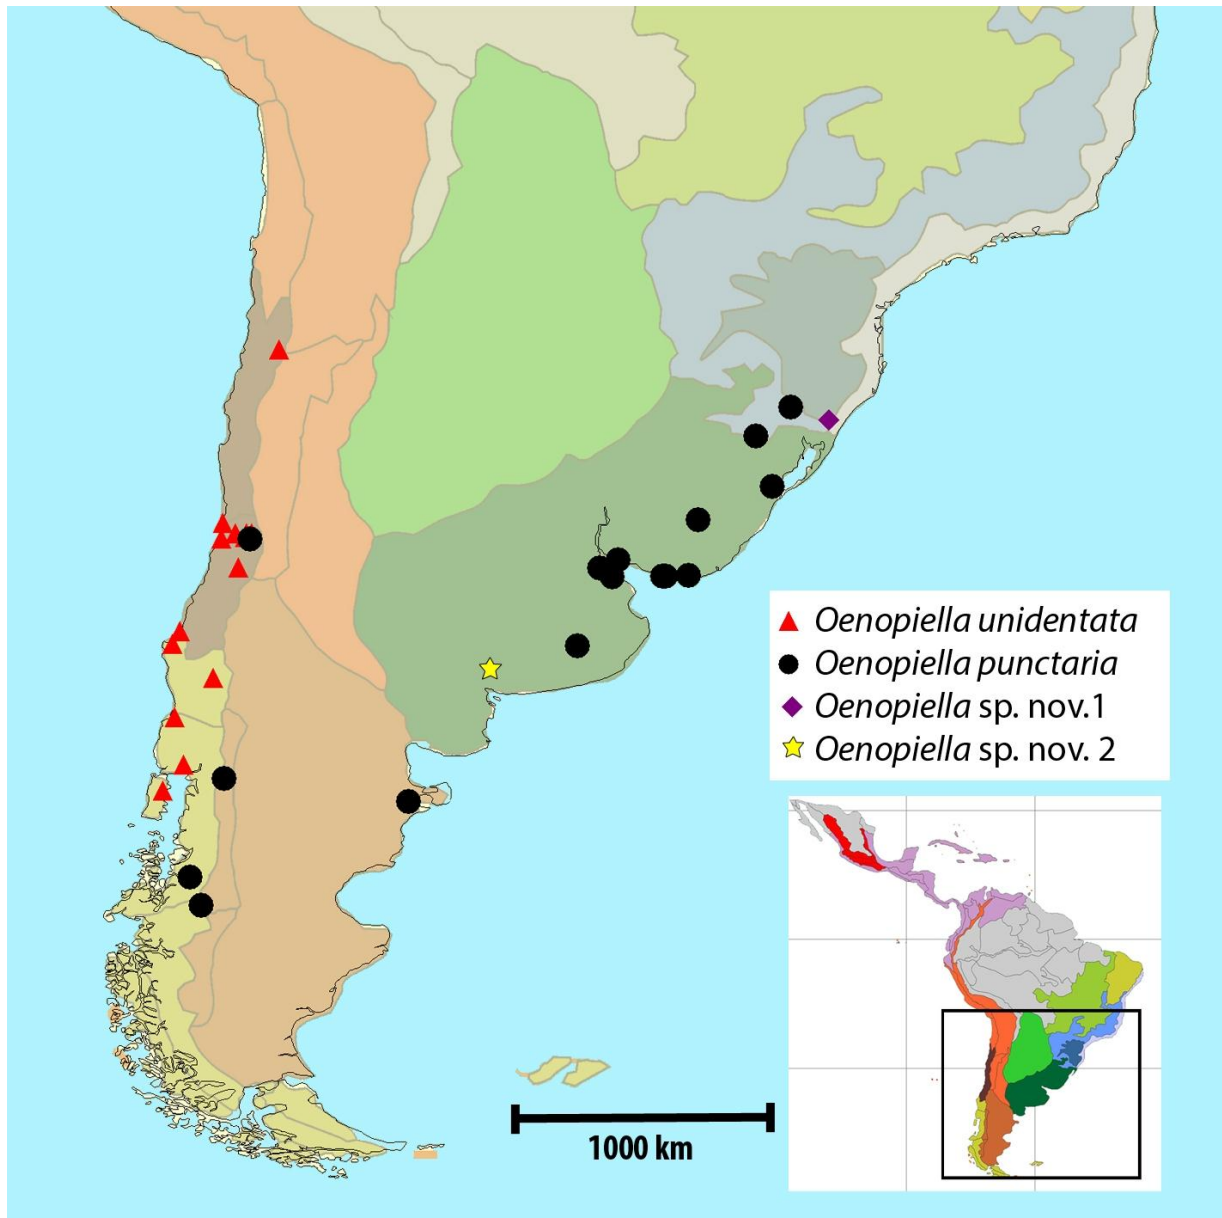 Oenopiella unidentata
Oenopiella punctaria
Oenopiella sp. nov.1
Oenopiella sp. nov. 2
1000 km